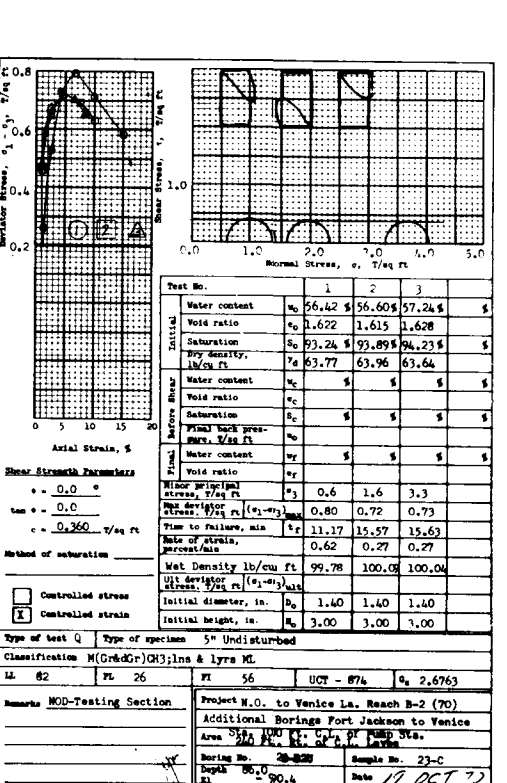 Deviator Stress, σ1 - σ3, T/sq ft
0.8
0.6
0.4
0.2
1 2 3
0 5 10 15 20
Axial Strain, %
Shear Stress, τ, T/sq ft
1.0
0.0 1.0 2.0 3.0 4.0 5.0
Normal Stress, σ, T/sq ft
Shear Strength Parameters
φ = 0.0 °
tan φ = 0.0
c = 0.360 T/sq ft
Method of saturation
Controlled stress
X Controlled strain
Test No. 1 2 3
Initial
Water content wo 56.42 % 56.60 % 57.24 % %
Void ratio eo 1.622 1.615 1.628
Saturation So 93.24 % 93.89 % 94.23 % %
Dry density, lb/cu ft γd 63.77 63.96 63.64
Before Shear
Water content wc % % % %
Void ratio ec
Saturation Sc % % % %
Final back pressure, T/sq ft uo
Final
Water content wf % % % %
Void ratio ef
Minor principal stress, T/sq ft σ3 0.6 1.6 3.3
Max deviator stress, T/sq ft (σ1-σ3)max 0.80 0.72 0.73
Time to failure, min tf 11.17 15.57 15.63
Rate of strain, percent/min 0.62 0.27 0.27
Wet Density lb/cu ft 99.78 100.09 100.04
Ult deviator stress, T/sq ft (σ1-σ3)ult
Initial diameter, in. Do 1.40 1.40 1.40
Initial height, in. Ho 3.00 3.00 3.00
Type of test Q Type of specimen 5" Undisturbed
Classification M(Gr&dGr)CH3;lns & lyrs ML
LL 82 PL 26 PI 56 UCT - 874 Gs 2.6763
Remarks NOD-Testing Section
Project N.O. to Venice La. Reach B-2 (70)
Additional Borings Fort Jackson to Venice
Area Sta. Ft. C.L. of Pump Sta.
Ft. Rt. of C.L. Levee
Boring No. Sample No. 23-C
Depth
El - 90.4 Date 17 OCT 72